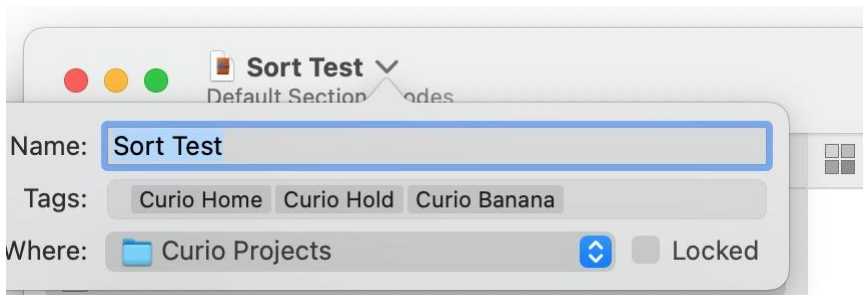 Sort Test
Default Section
Name: Sort Test
Tags: Curio Home Curio Hold Curio Banana
Where: Curio Projects Locked